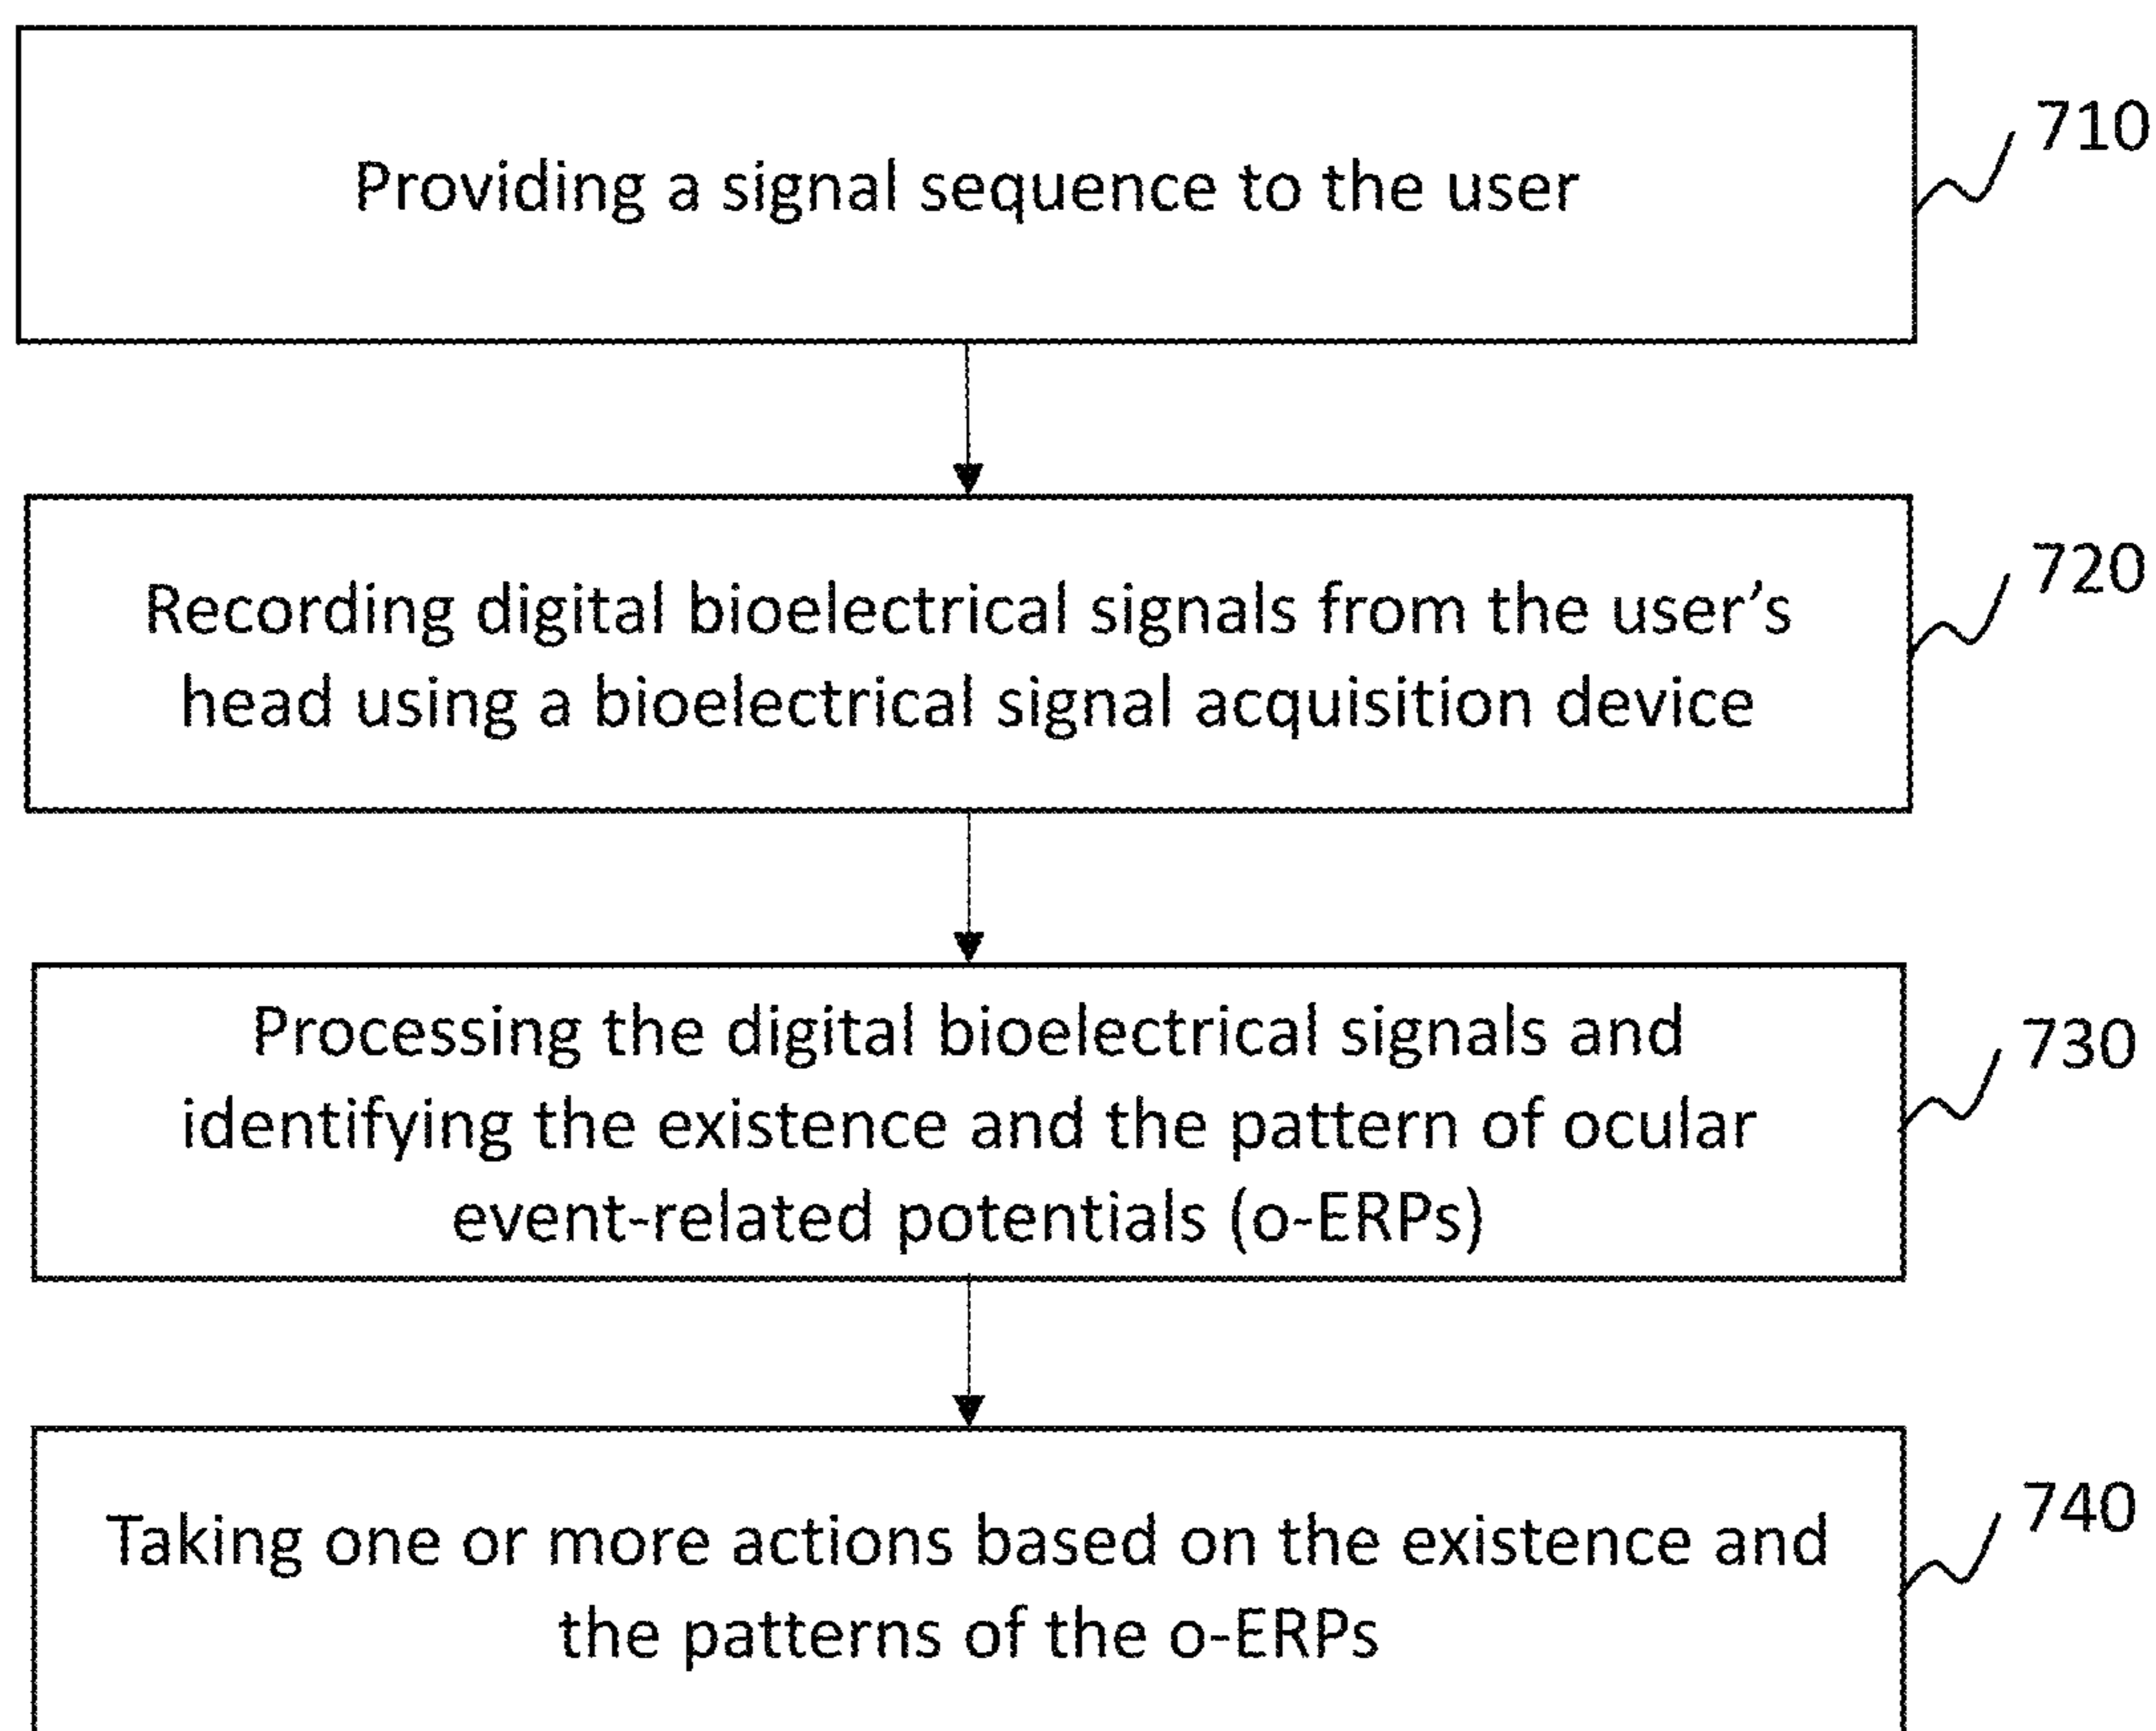 Providing a signal sequence to the user
710
Recording digital bioelectrical signals from the user's
head using a bioelectrical signal acquisition device
720
Processing the digital bioelectrical signals and
identifying the existence and the pattern of ocular
event-related potentials (o-ERPs)
730
Taking one or more actions based on the existence and
the patterns of the o-ERPs
740